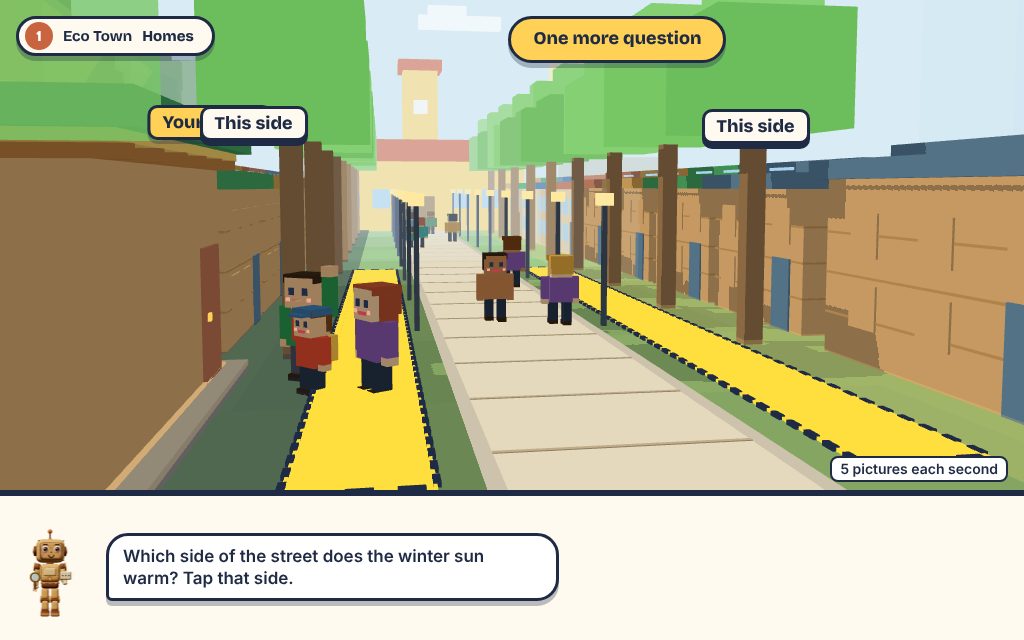 1 Eco Town Homes
One more question
Your
This side
This side
5 pictures each second
Which side of the street does the winter sun
warm? Tap that side.